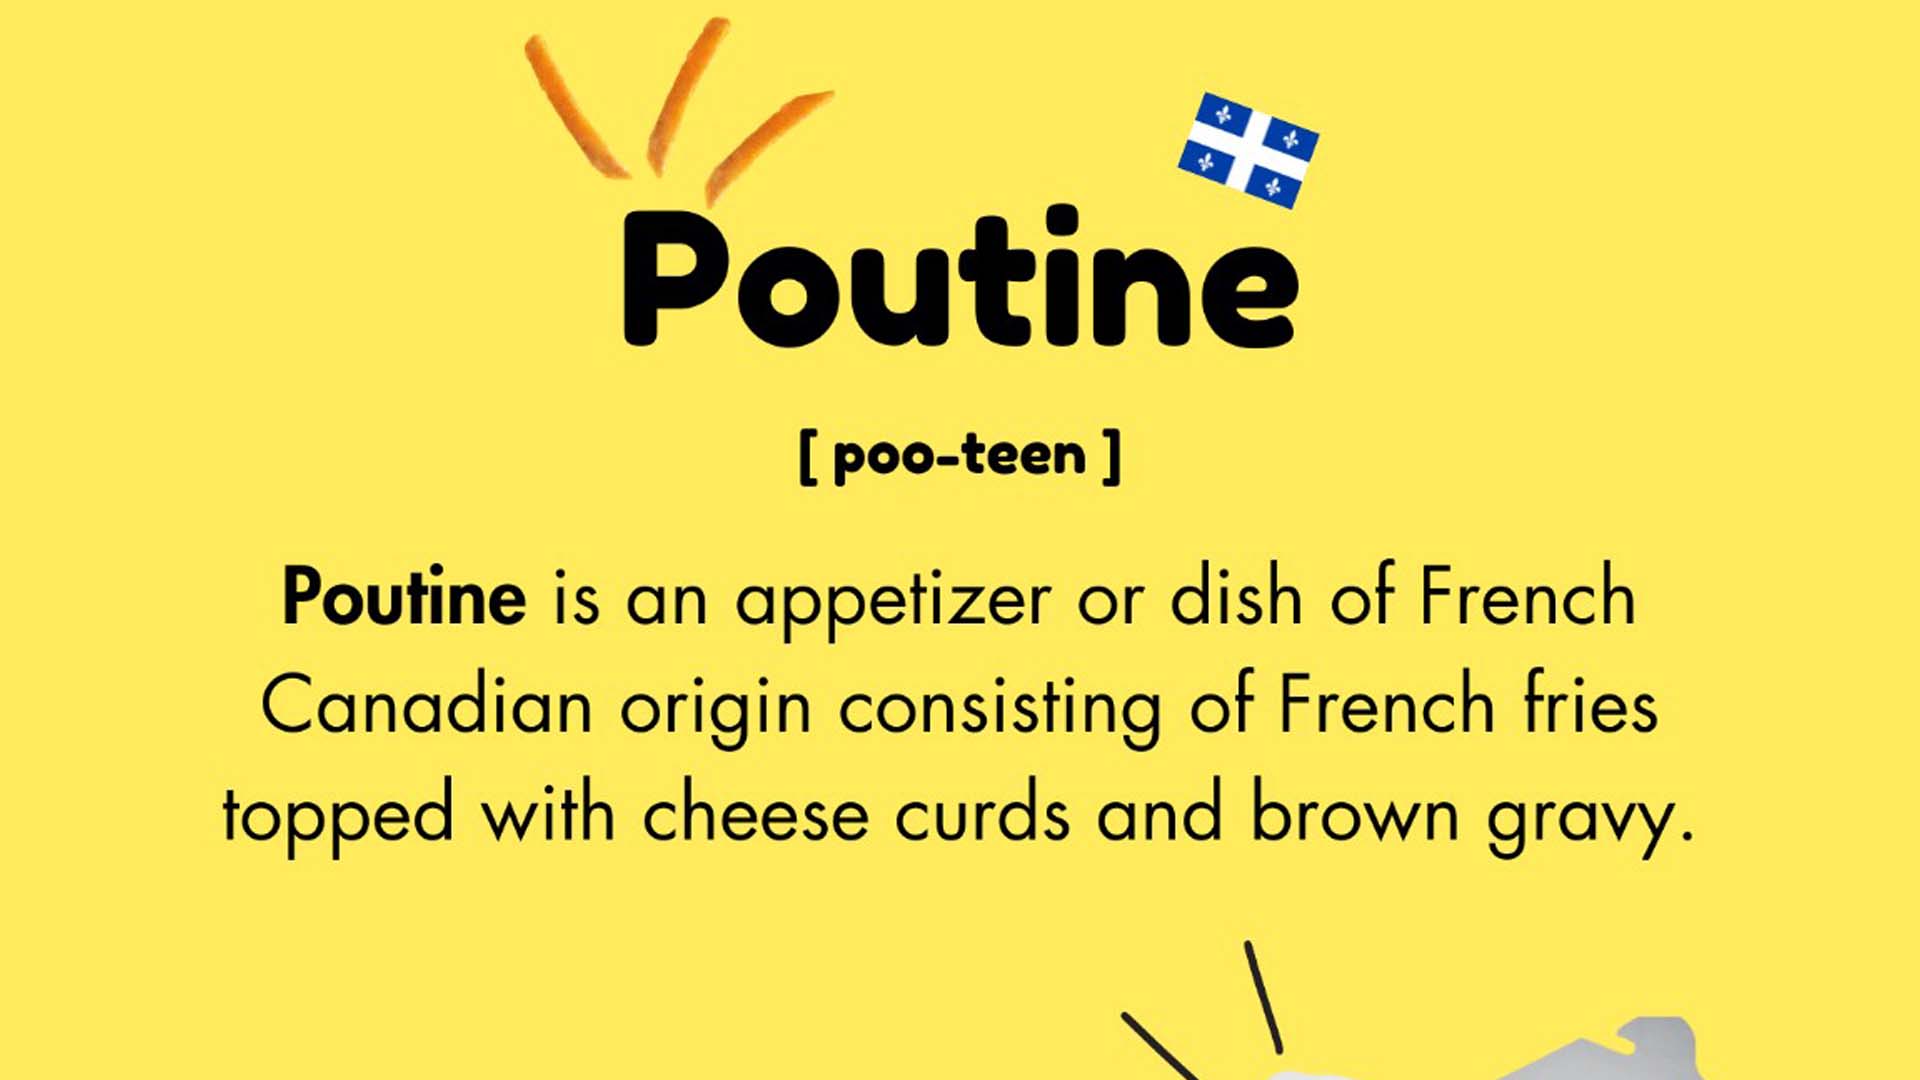 Poutine
[ poo-teen ]
Poutine is an appetizer or dish of French
Canadian origin consisting of French fries
topped with cheese curds and brown gravy.